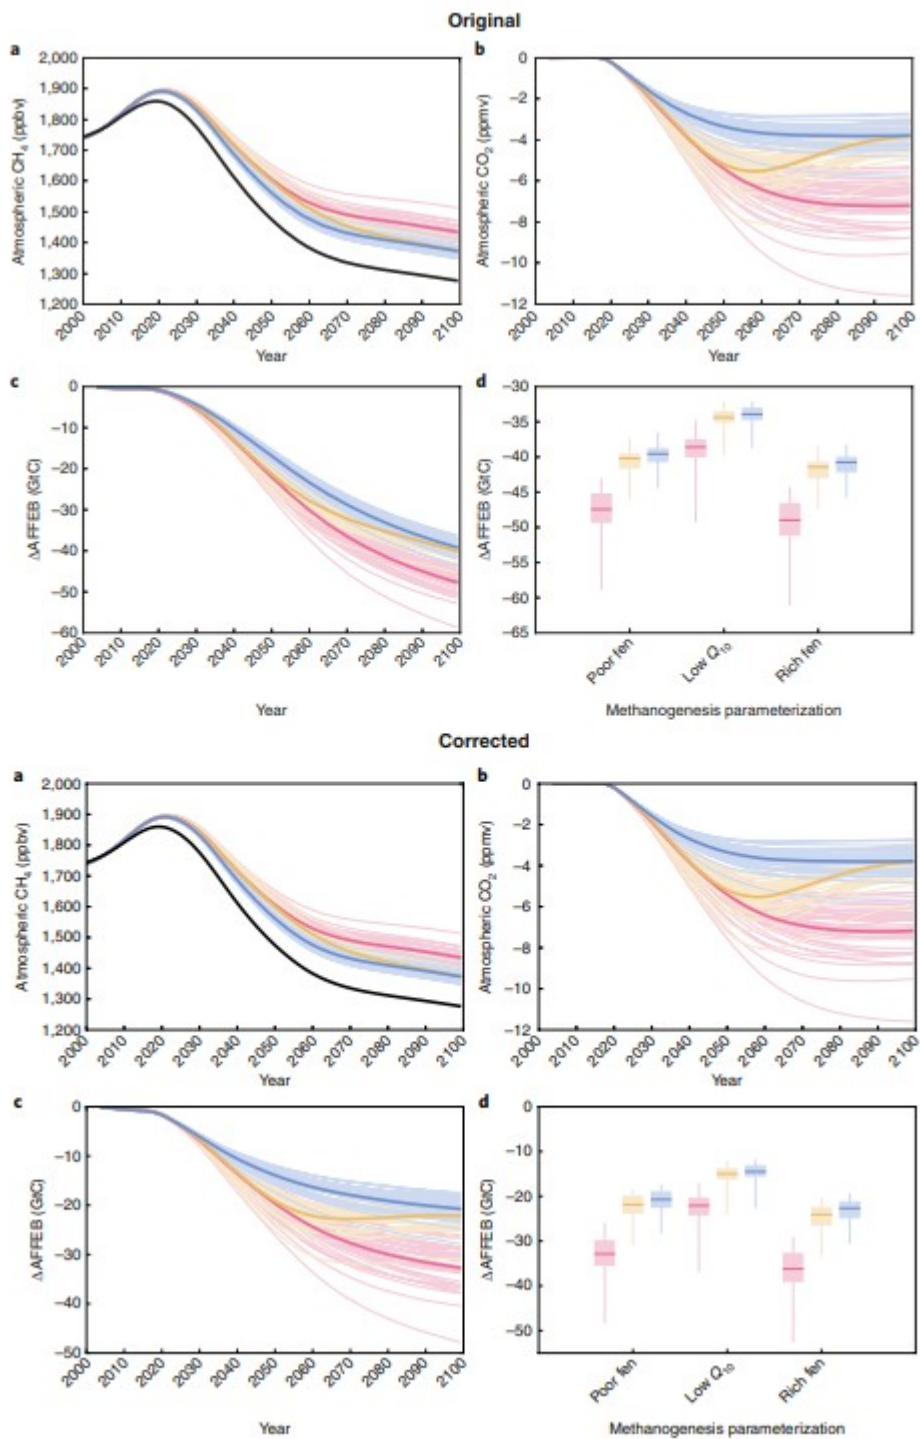 Original
a
Atmospheric CH4 (ppbv)
2,000
1,900
1,800
1,700
1,600
1,500
1,400
1,300
1,200
2000 2010 2020 2030 2040 2050 2060 2070 2080 2090 2100
Year
b
Atmospheric CO2 (ppmv)
0
–2
–4
–6
–8
–10
–12
2000 2010 2020 2030 2040 2050 2060 2070 2080 2090 2100
Year
c
ΔAFFEB (GtC)
0
–10
–20
–30
–40
–50
–60
2000 2010 2020 2030 2040 2050 2060 2070 2080 2090 2100
Year
d
ΔAFFEB (GtC)
–30
–35
–40
–45
–50
–55
–60
–65
Poor fen Low Q10 Rich fen
Methanogenesis parameterization
Corrected
a
Atmospheric CH4 (ppbv)
2,000
1,900
1,800
1,700
1,600
1,500
1,400
1,300
1,200
2000 2010 2020 2030 2040 2050 2060 2070 2080 2090 2100
Year
b
Atmospheric CO2 (ppmv)
0
–2
–4
–6
–8
–10
–12
2000 2010 2020 2030 2040 2050 2060 2070 2080 2090 2100
Year
c
ΔAFFEB (GtC)
0
–10
–20
–30
–40
–50
2000 2010 2020 2030 2040 2050 2060 2070 2080 2090 2100
Year
d
ΔAFFEB (GtC)
0
–10
–20
–30
–40
–50
Poor fen Low Q10 Rich fen
Methanogenesis parameterization